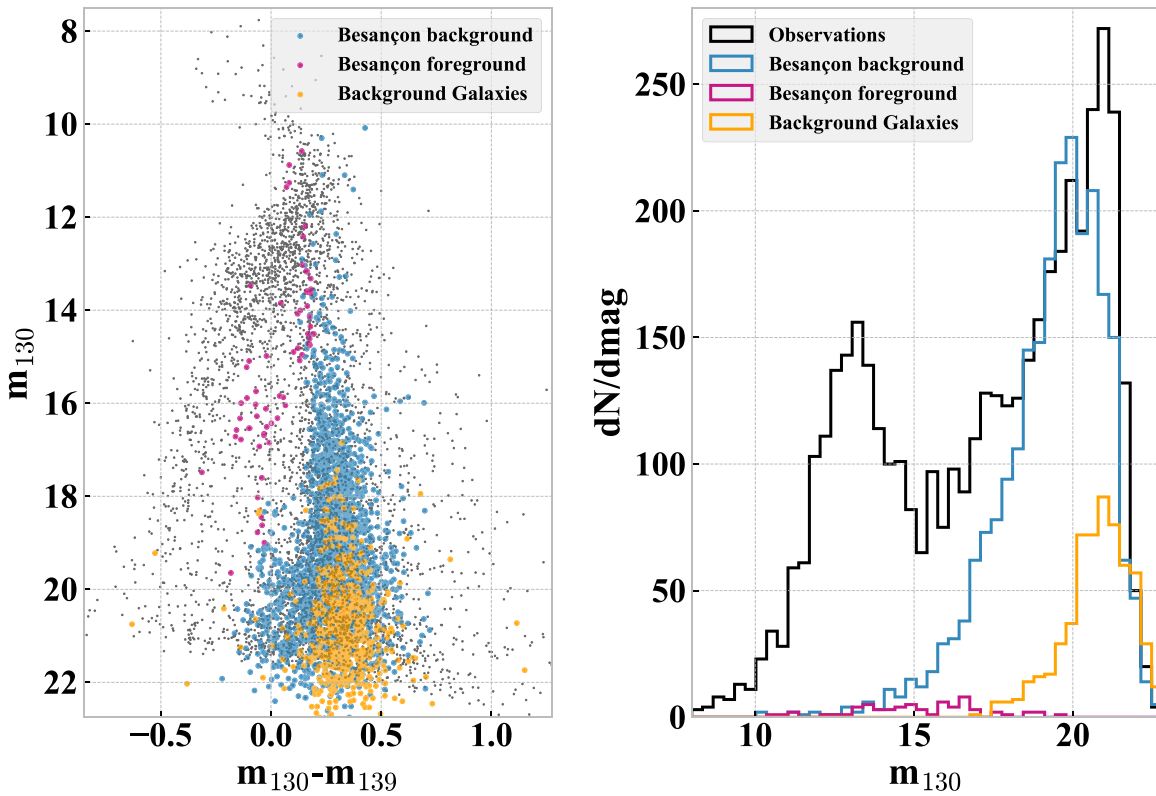 Besançon background
Besançon foreground
Background Galaxies
8
10
12
14
16
18
20
22
m130
−0.5
0.0
0.5
1.0
m130-m139
Observations
Besançon background
Besançon foreground
Background Galaxies
250
200
150
100
50
0
dN/dmag
10
15
20
m130